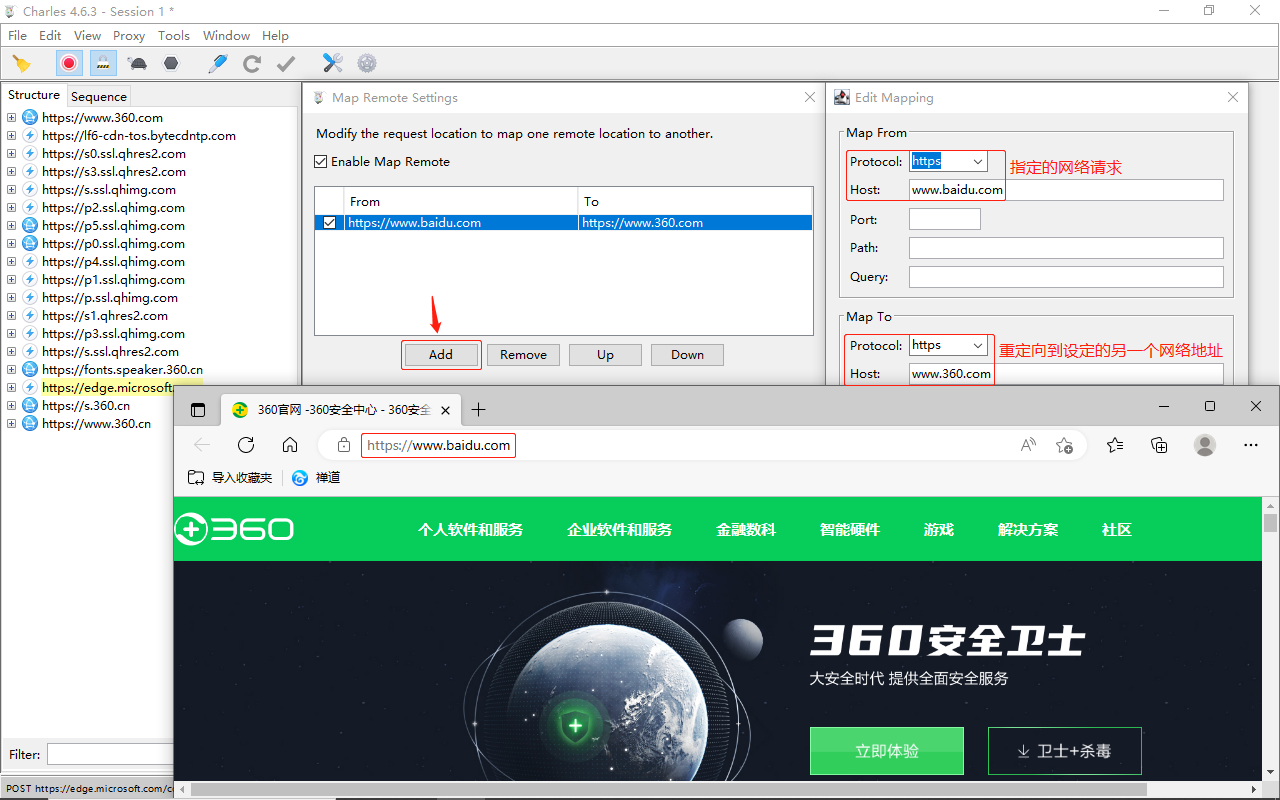 Charles 4.6.3 - Session 1 *
File Edit View Proxy Tools Window Help
Structure Sequence
https://www.360.com
https://lf6-cdn-tos.bytecdntp.com
https://s0.ssl.qhres2.com
https://s3.ssl.qhres2.com
https://s.ssl.qhimg.com
https://p2.ssl.qhimg.com
https://p5.ssl.qhimg.com
https://p0.ssl.qhimg.com
https://p4.ssl.qhimg.com
https://p1.ssl.qhimg.com
https://p.ssl.qhimg.com
https://s1.qhres2.com
https://p3.ssl.qhimg.com
https://s.ssl.qhres2.com
https://fonts.speaker.360.cn
https://edge.microsoft.
https://s.360.cn
https://www.360.cn
Filter:
POST https://edge.microsoft.com/c
Map Remote Settings
Modify the request location to map one remote location to another.
Enable Map Remote
From To
https://www.baidu.com https://www.360.com
Add Remove Up Down
Edit Mapping
Map From
Protocol: https
指定的网络请求
Host: www.baidu.com
Port:
Path:
Query:
Map To
Protocol: https
重定向到设定的另一个网络地址
Host: www.360.com
360官网 -360安全中心 - 360安全
https://www.baidu.com
导入收藏夹 禅道
360 个人软件和服务 企业软件和服务 金融数科 智能硬件 游戏 解决方案 社区
360安全卫士
大安全时代 提供全面安全服务
立即体验 卫士+杀毒